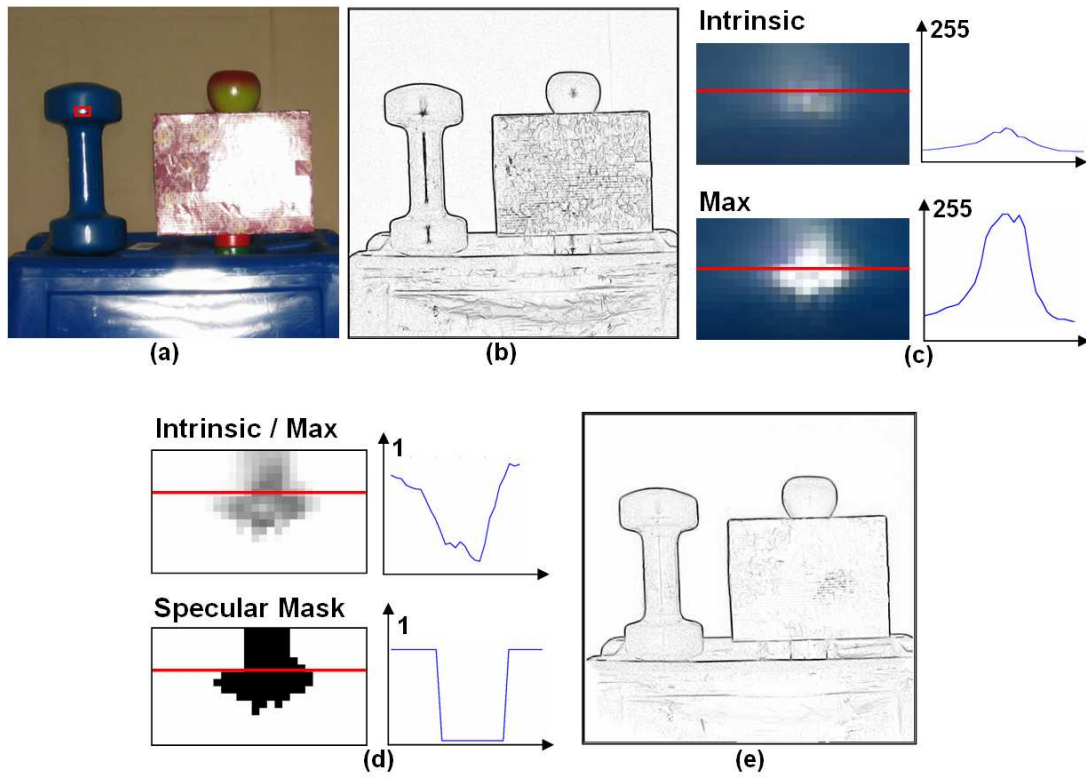 Intrinsic
255
Max
255
(a)
(b)
(c)
Intrinsic / Max
1
Specular Mask
1
(d)
(e)